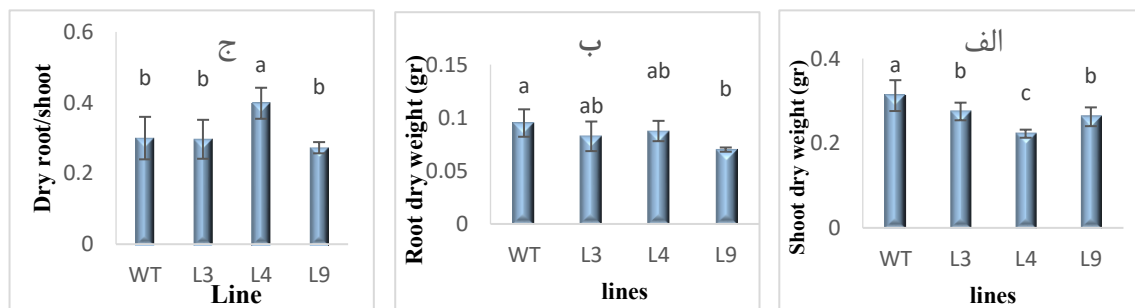 ج
Dry root/shoot
0.6
0.4
0.2
0
b b a b
WT L3 L4 L9
Line
ب
Root dry weight (gr)
0.15
0.1
0.05
0
a ab ab b
WT L3 L4 L9
lines
الف
Shoot dry weight (gr)
0.4
0.2
0
a b c b
WT L3 L4 L9
lines